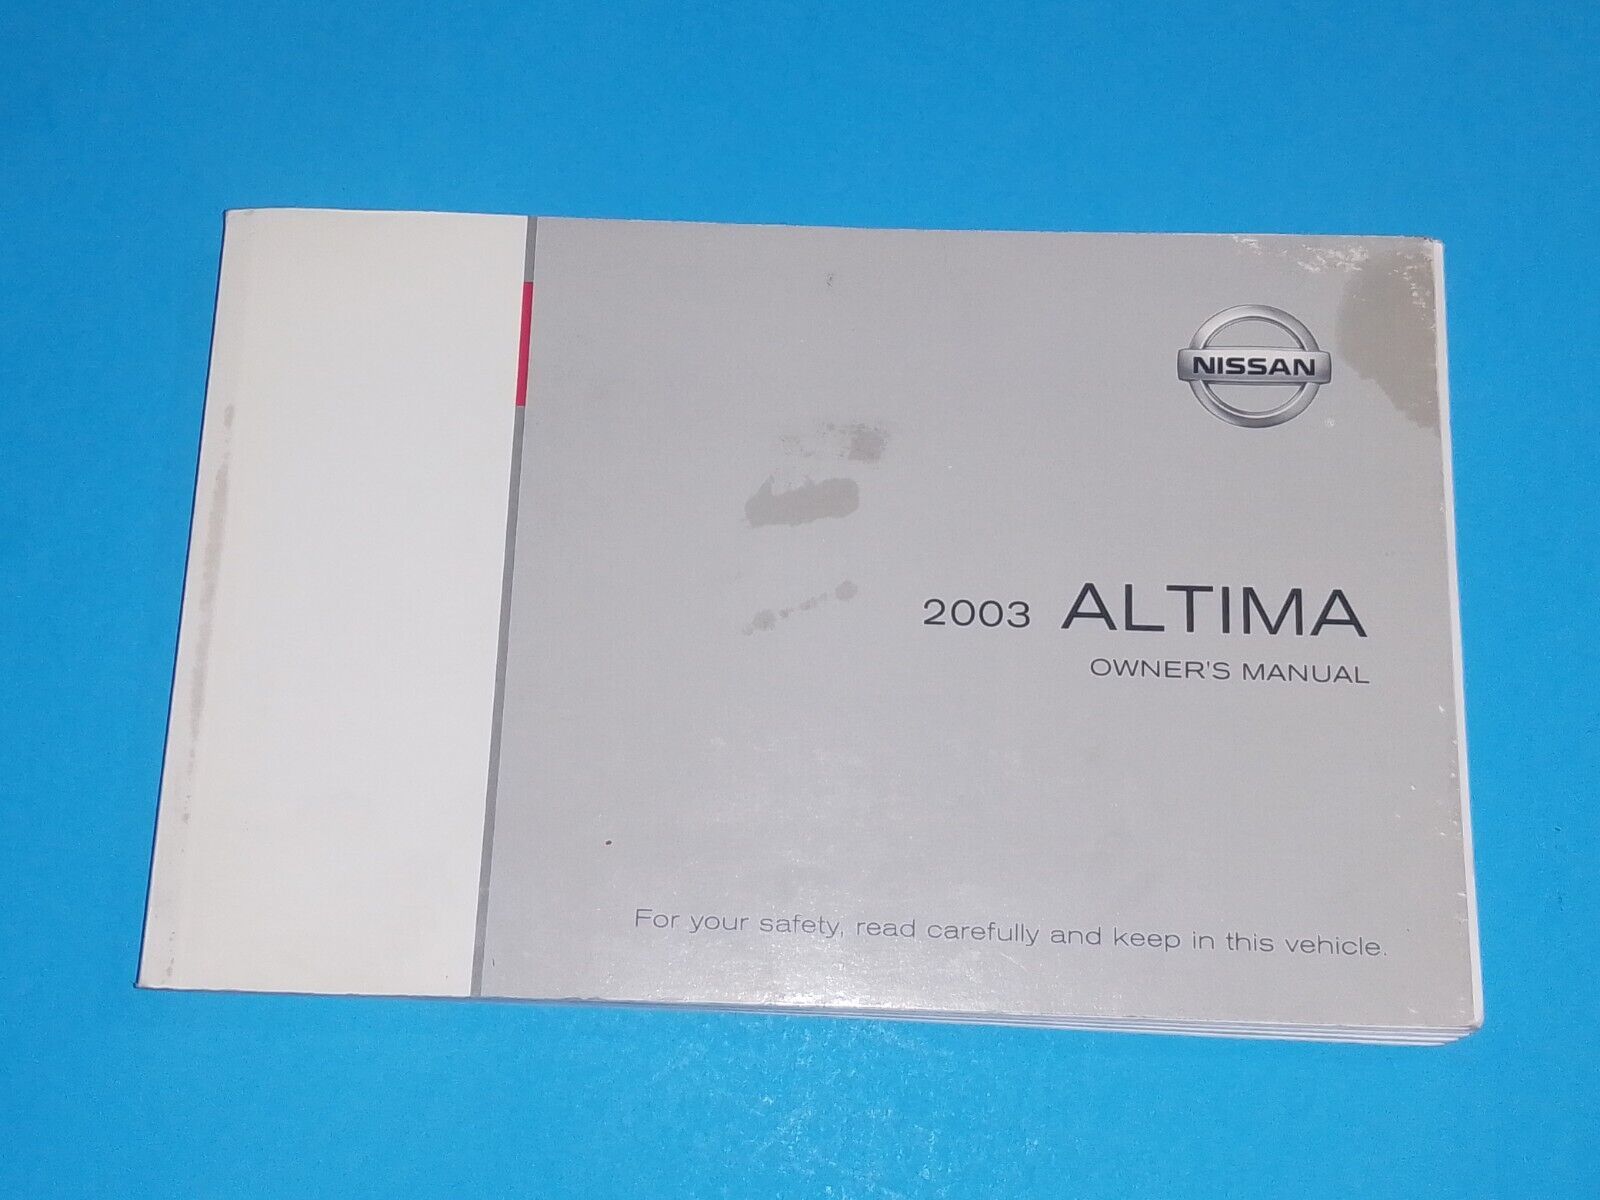 NISSAN
2003 ALTIMA
OWNER'S MANUAL
For your safety, read carefully and keep in this vehicle.